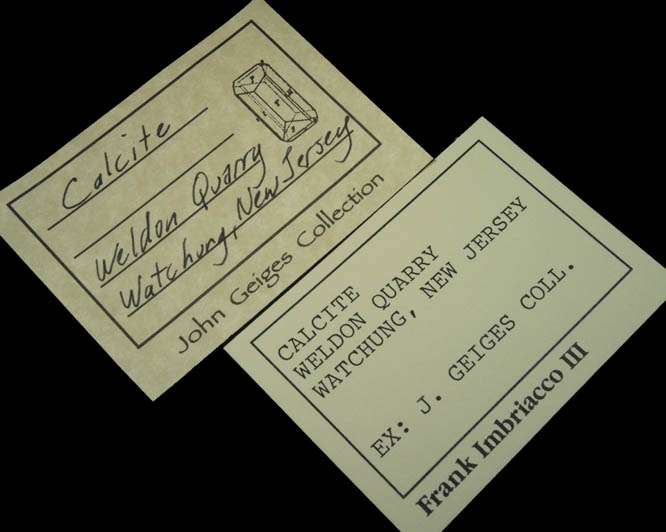 Calcite
Weldon Quarry
Watchung, New Jersey
John Geiges Collection
CALCITE
WELDON QUARRY
WATCHUNG, NEW JERSEY
EX: J. GEIGES COLL.
Frank Imbriacco III